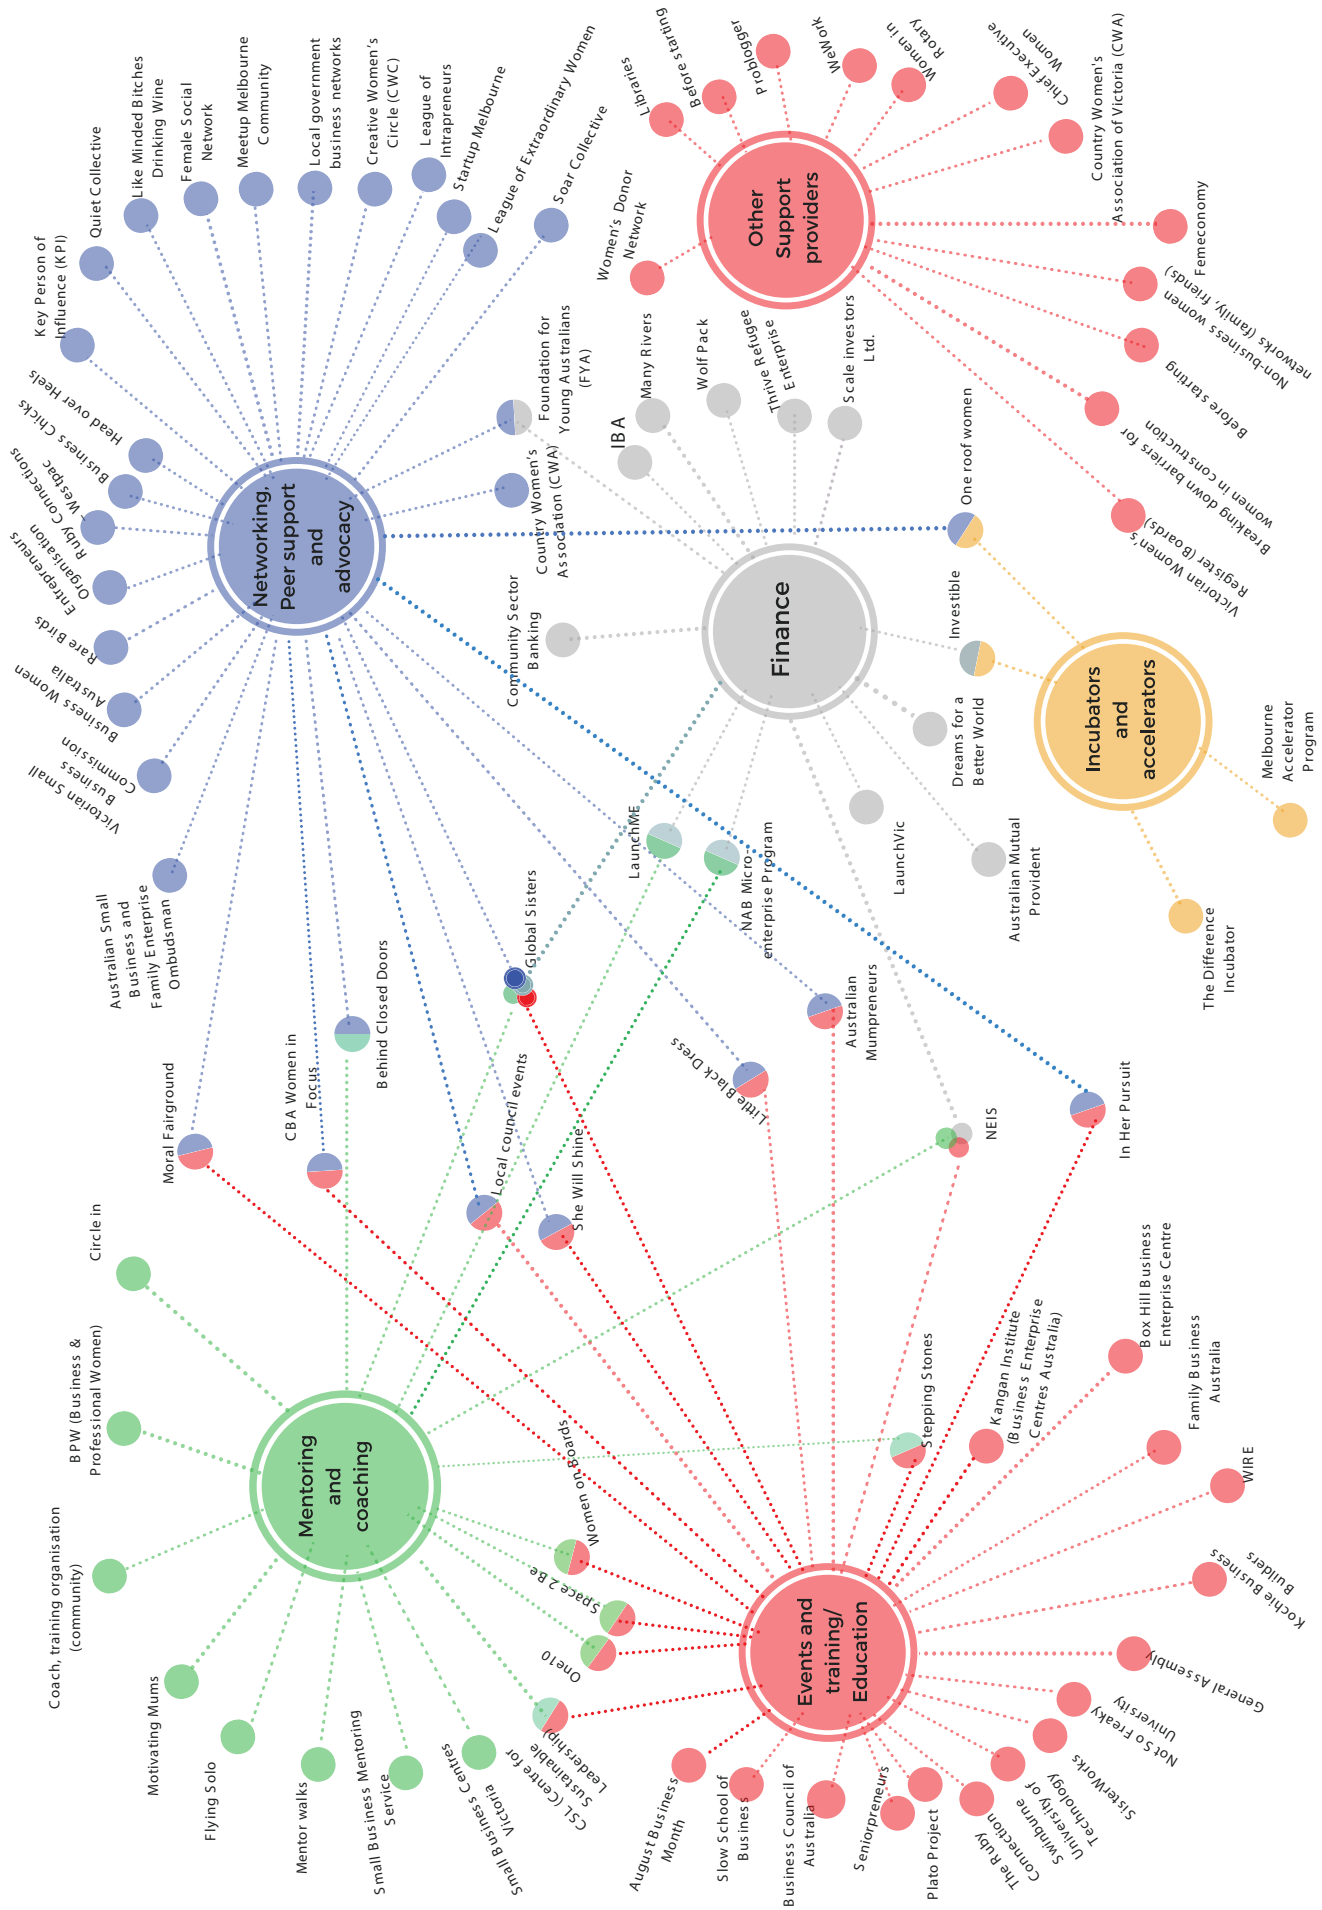 Networking,
Peer support
and
advocacy
Key Person of
Influence (KPI)
Quiet Collective
Like Minded Bitches
Drinking Wine
Female Social
Network
Meetup Melbourne
Community
Local government
business networks
Creative Women's
Circle (CWC)
League of
Intrapreneurs
Startup Melbourne
League of Extraordinary Women
Soar Collective
Head over Heels
Business Chicks
Ruby Connections
_ Westpac
Entrepreneurs
Organisation
Rare Birds
Business Women
Australia
Victorian Small
Business
Commission
Australian Small
Business and
Family Enterprise
Ombudsman
Foundation for
Young Australians
(FYA)
Country Women's
Association (CWA)
Other
Support
providers
Libraries
Before starting
Problogger
WeWork
Women in
Rotary
Chief Executive
Women
Country Women's
Association of Victoria (CWA)
Women's Donor
Network
Femeconomy
Non-business women
networks (family, friends)
Before starting
Breaking down barriers for
women in construction
Victorian Women's
Register (Boards)
Finance
IBA
Many Rivers
Wolf Pack
Thrive Refugee
Enterprise
Scale investors
Ltd.
Community Sector
Banking
One roof women
Investible
Dreams for a
Better World
LaunchVic
Australian Mutual
Provident
LaunchME
NAB Micro-
enterprise Program
Incubators
and
accelerators
Melbourne
Accelerator
Program
The Difference
Incubator
Global Sisters
Behind Closed Doors
CBA Women in
Focus
Moral Fairground
Local council events
She Will Shine
Little Black Dress
Australian
Mumpreneurs
NEIS
In Her Pursuit
Mentoring
and
coaching
Circle in
BPW (Business &
Professional Women)
Coach, training organisation
(community)
Motivating Mums
Flying Solo
Mentor walks
Small Business Mentoring
Service
Small Business Centres
Victoria
CSL (Centre for
Sustainable
Leadership)
One10
Space 2 Be
Women on Boards
Stepping Stones
Events and
training/
Education
Kangan Institute
(Business Enterprise
Centres Australia)
Box Hill Business
Enterprise Centre
Family Business
Australia
WIRE
Kochie Business
Builders
General Assembly
Not So Freaky
University
SisterWorks
Swinburne
University of
Technology
The Ruby
Connection
Plato Project
Seniorpreneurs
Business Council of
Australia
Slow School of
Business
August Business
Month